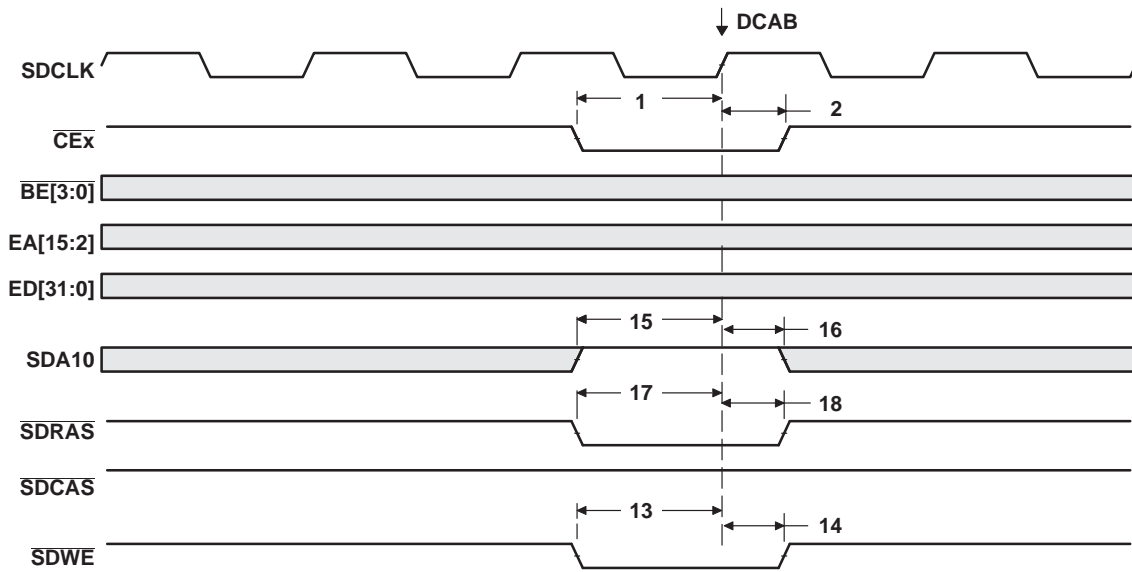 DCAB
SDCLK
1 2
CEx
BE[3:0]
EA[15:2]
ED[31:0]
15 16
SDA10
17 18
SDRAS
SDCAS
13 14
SDWE